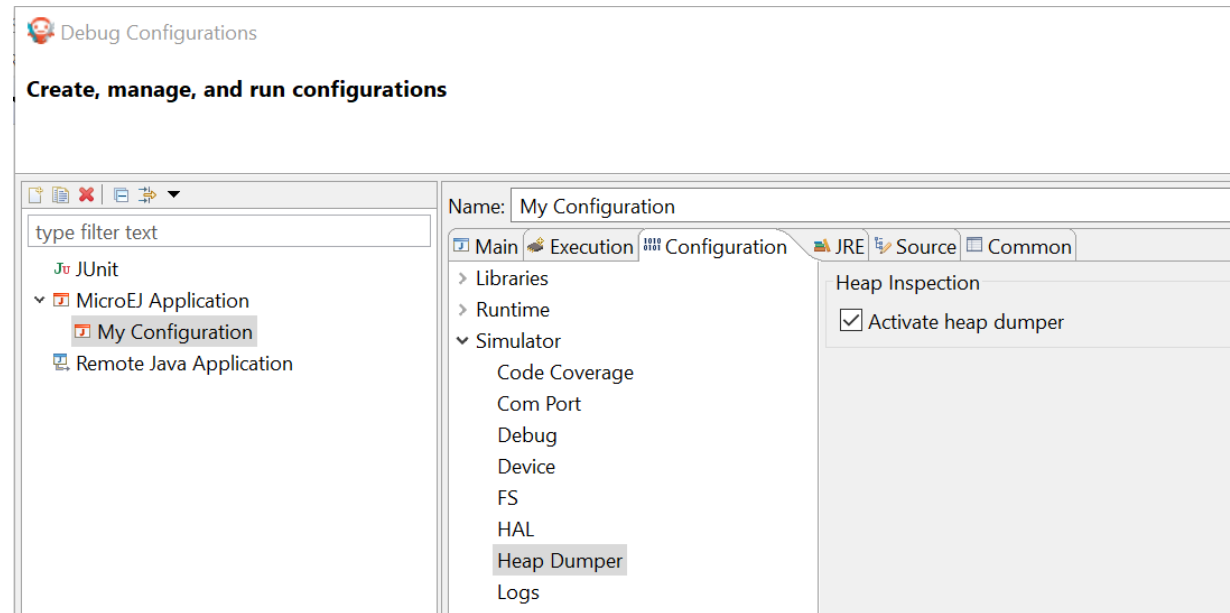 Debug Configurations
Create, manage, and run configurations
type filter text
JUnit
MicroEJ Application
My Configuration
Remote Java Application
Name: My Configuration
Main Execution Configuration JRE Source Common
Libraries
Runtime
Simulator
Code Coverage
Com Port
Debug
Device
FS
HAL
Heap Dumper
Logs
Heap Inspection
Activate heap dumper